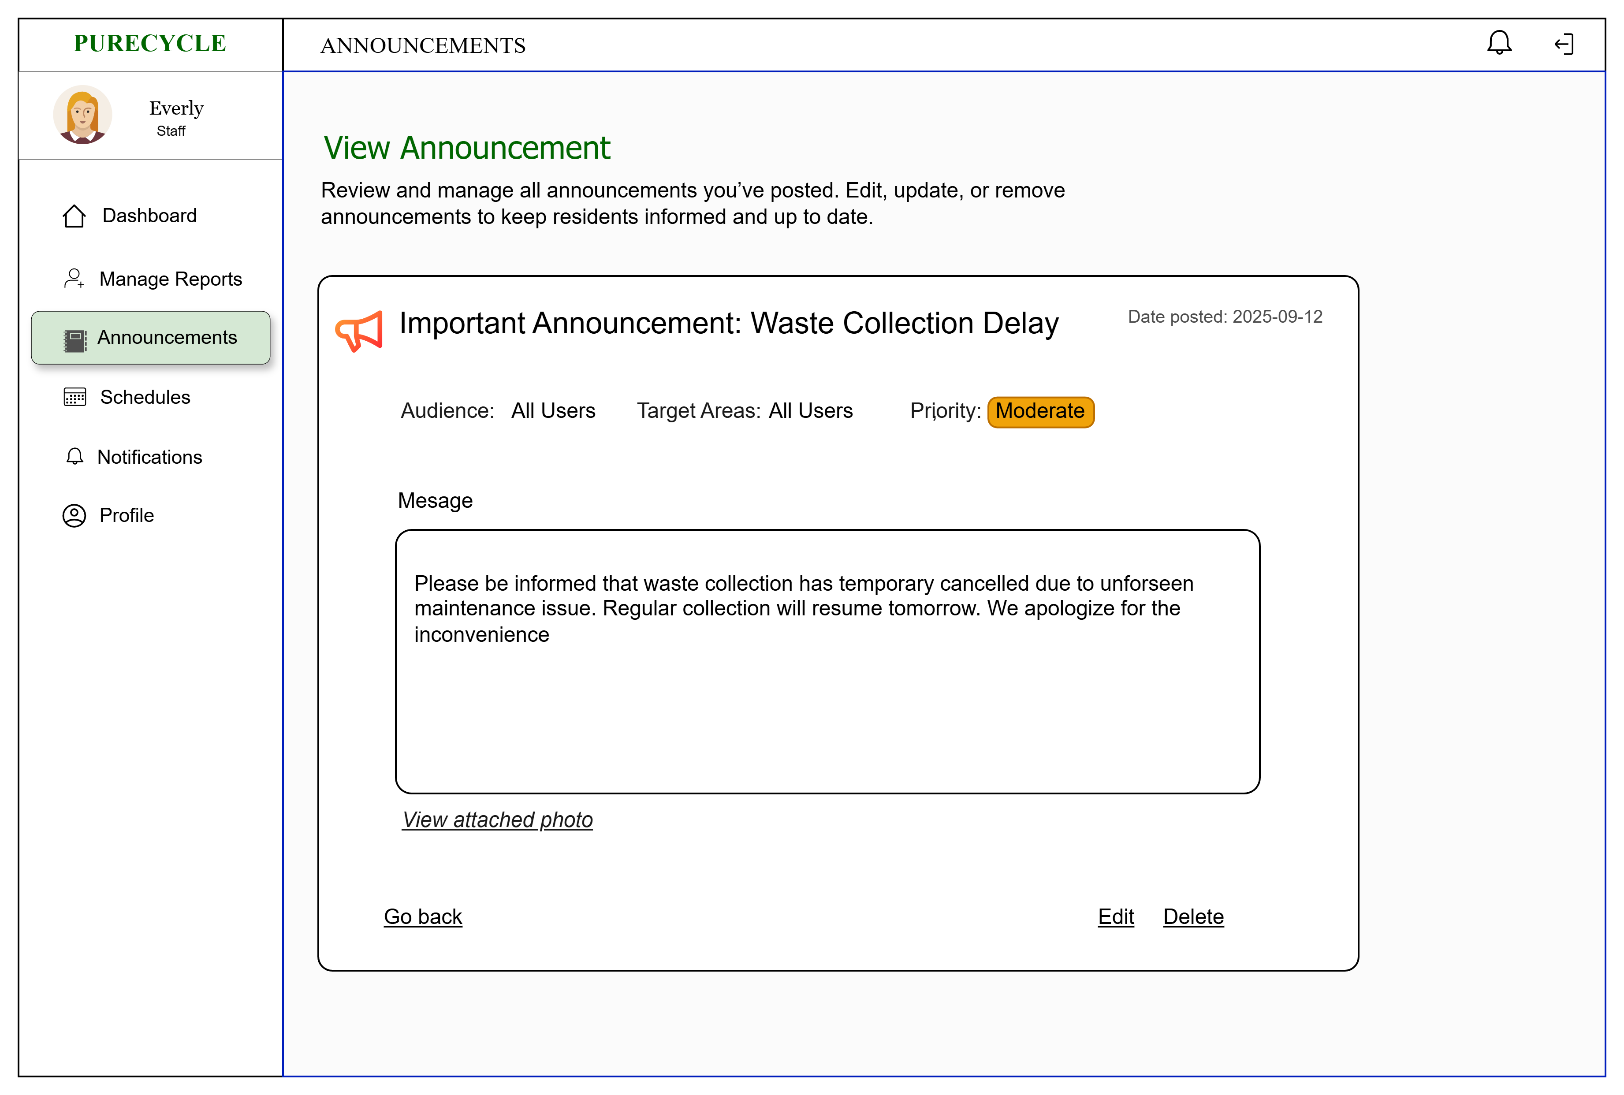 PURECYCLE
ANNOUNCEMENTS
Everly
Staff
Dashboard
Manage Reports
Announcements
Schedules
Notifications
Profile
View Announcement
Review and manage all announcements you’ve posted. Edit, update, or remove
announcements to keep residents informed and up to date.
Important Announcement: Waste Collection Delay
Date posted: 2025-09-12
Audience: All Users Target Areas: All Users Priority: Moderate
Mesage
Please be informed that waste collection has temporary cancelled due to unforseen
maintenance issue. Regular collection will resume tomorrow. We apologize for the
inconvenience
View attached photo
Go back Edit Delete